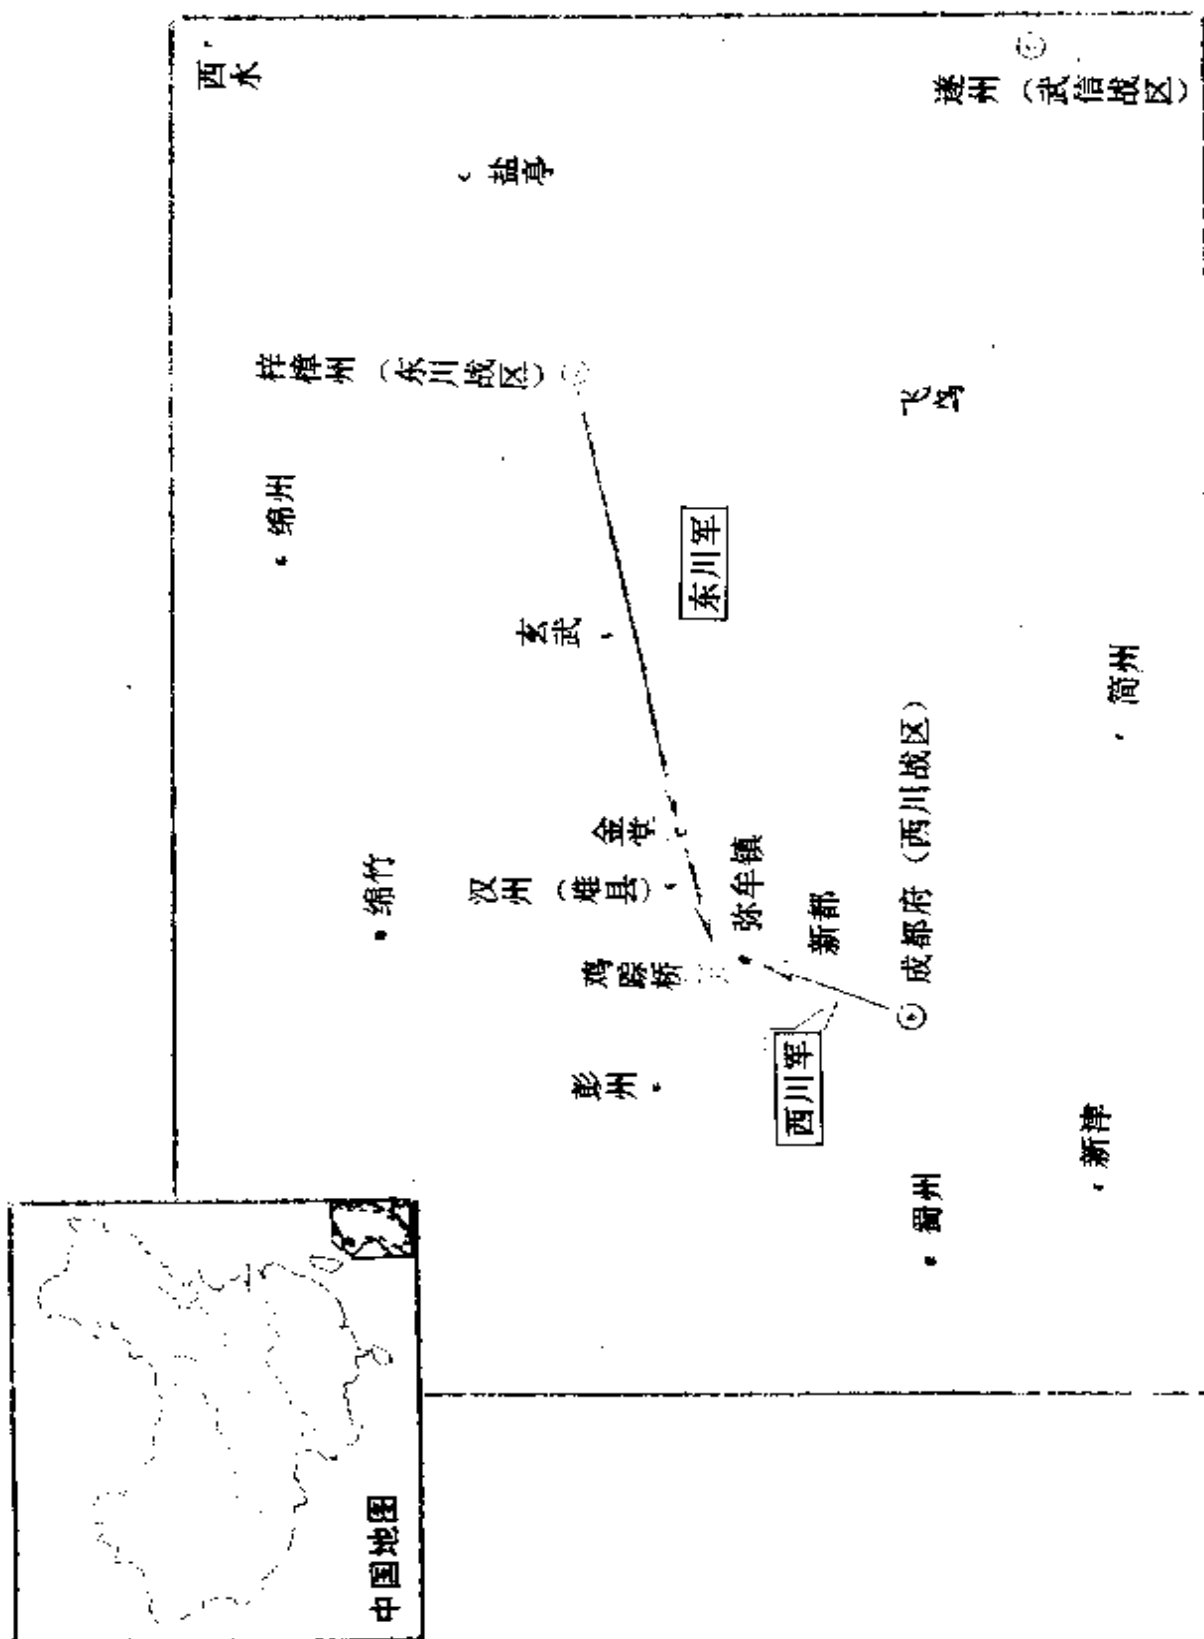 中国地图
西水
盐亭
遂州（武信战区）
梓橦州（东川战区）
绵州
飞鸟
东川军
玄武
简州
金堂
绵竹
汉州（雒县）
弥牟镇
新都
鸡踪桥
成都府（西川战区）
彭州
西川军
新津
蜀州